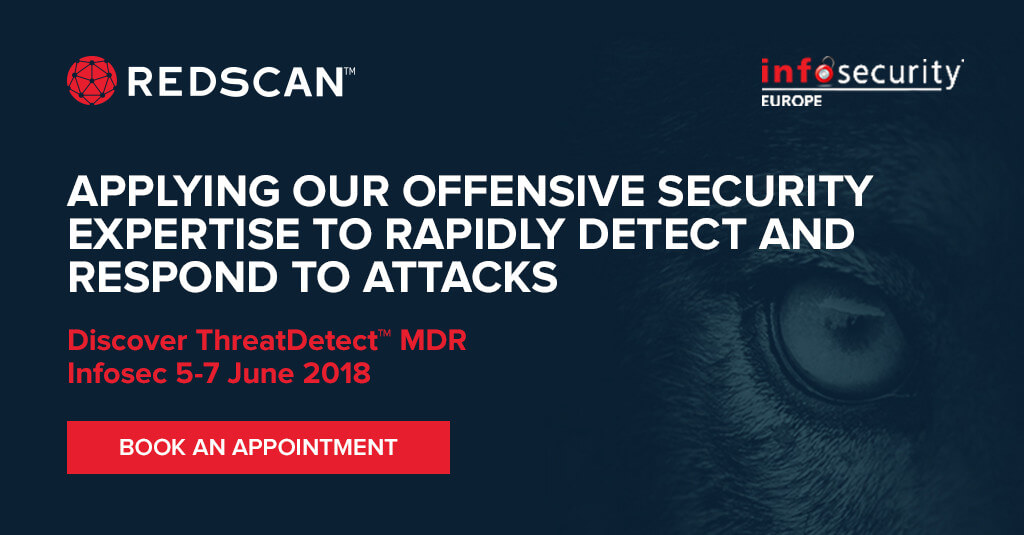 REDSCAN™
infosecurity
EUROPE
APPLYING OUR OFFENSIVE SECURITY
EXPERTISE TO RAPIDLY DETECT AND
RESPOND TO ATTACKS
Discover ThreatDetect™ MDR
Infosec 5-7 June 2018
BOOK AN APPOINTMENT